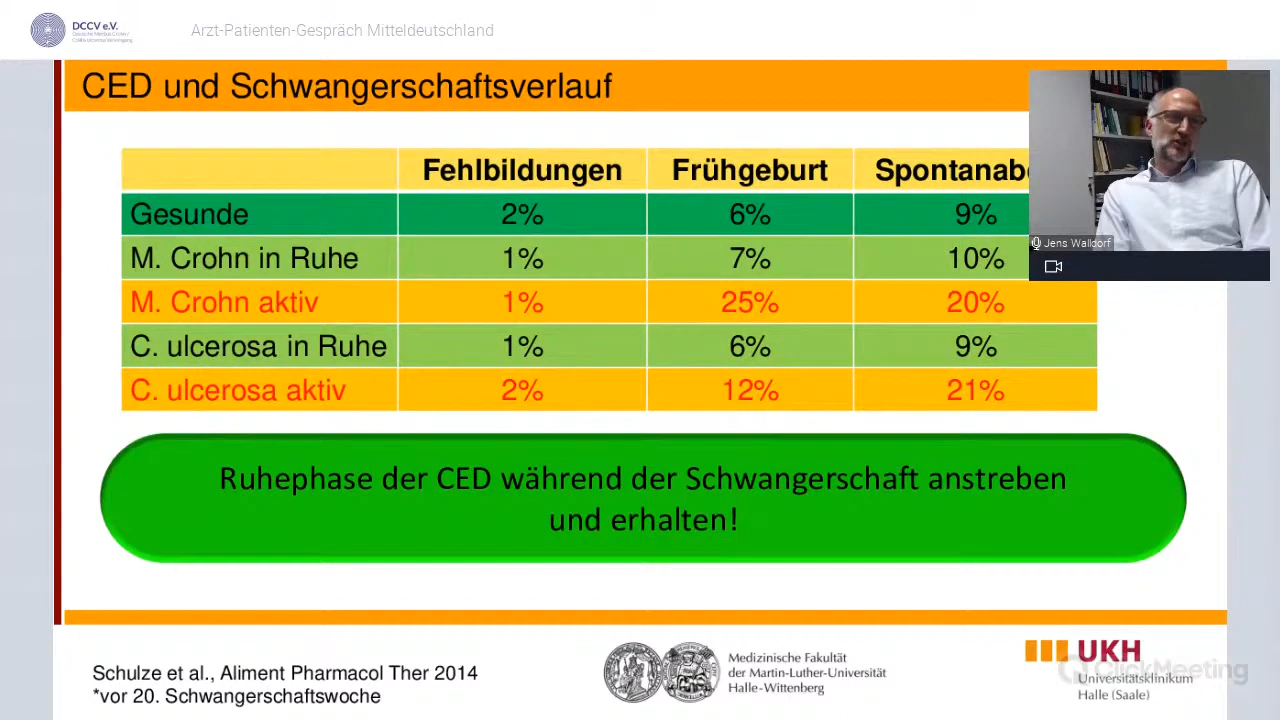 DCCV e.V.
Arzt-Patienten-Gespräch Mitteldeutschland
CED und Schwangerschaftsverlauf
Fehlbildungen Frühgeburt Spontanab
Gesunde 2% 6% 9%
M. Crohn in Ruhe 1% 7% 10%
M. Crohn aktiv 1% 25% 20%
C. ulcerosa in Ruhe 1% 6% 9%
C. ulcerosa aktiv 2% 12% 21%
Jens Walldorf
Ruhephase der CED während der Schwangerschaft anstreben
und erhalten!
Schulze et al., Aliment Pharmacol Ther 2014
*vor 20. Schwangerschaftswoche
Medizinische Fakultät
der Martin-Luther-Universität
Halle-Wittenberg
UKH
ClickMeeting
Universitätsklinikum
Halle (Saale)